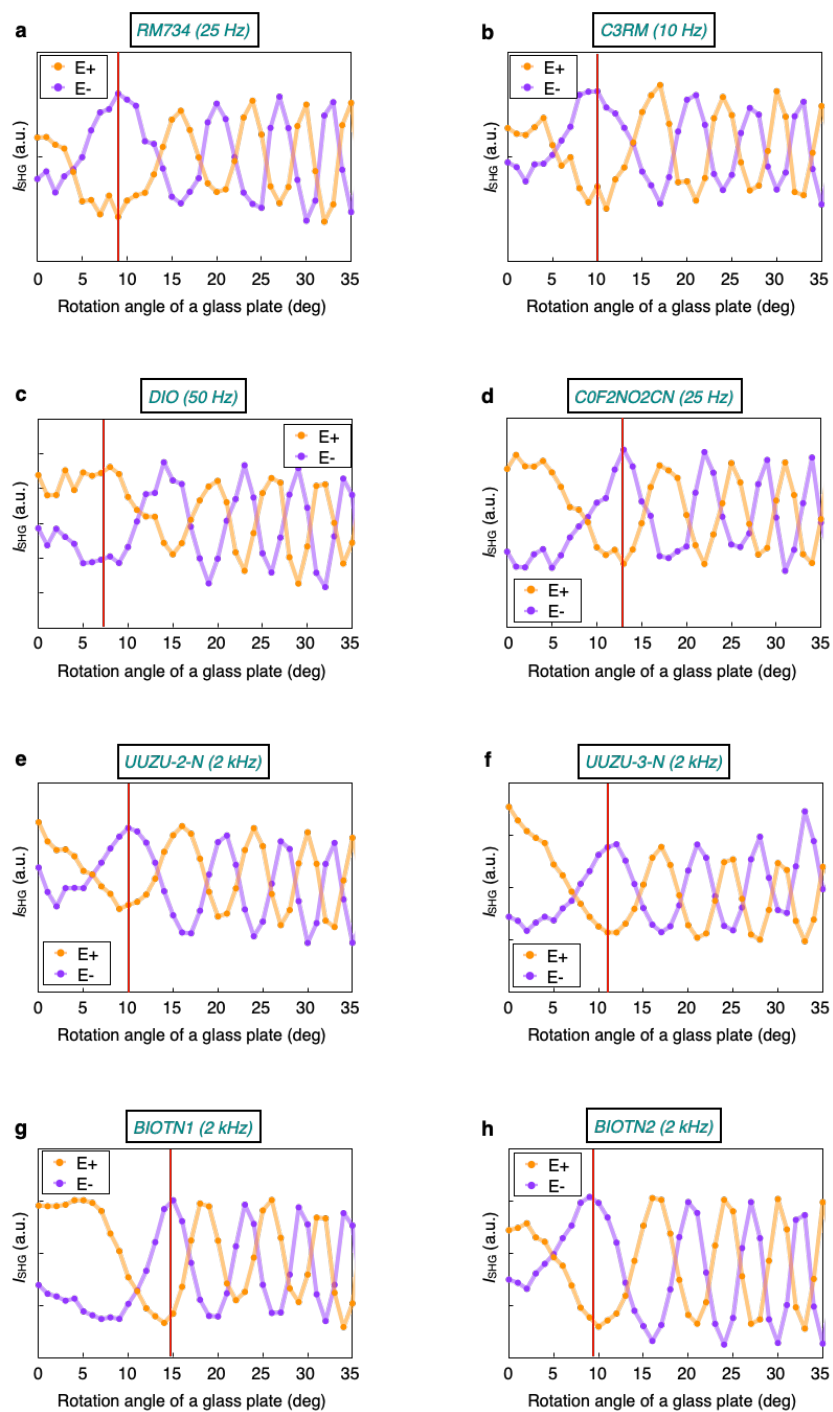 a
RM734 (25 Hz)
E+
E-
ISHG (a.u.)
0 5 10 15 20 25 30 35
Rotation angle of a glass plate (deg)
b
C3RM (10 Hz)
E+
E-
ISHG (a.u.)
0 5 10 15 20 25 30 35
Rotation angle of a glass plate (deg)
c
DIO (50 Hz)
E+
E-
ISHG (a.u.)
0 5 10 15 20 25 30 35
Rotation angle of a glass plate (deg)
d
C0F2NO2CN (25 Hz)
E+
E-
ISHG (a.u.)
0 5 10 15 20 25 30 35
Rotation angle of a glass plate (deg)
e
UUZU-2-N (2 kHz)
E+
E-
ISHG (a.u.)
0 5 10 15 20 25 30 35
Rotation angle of a glass plate (deg)
f
UUZU-3-N (2 kHz)
E+
E-
ISHG (a.u.)
0 5 10 15 20 25 30 35
Rotation angle of a glass plate (deg)
g
BIOTN1 (2 kHz)
E+
E-
ISHG (a.u.)
0 5 10 15 20 25 30 35
Rotation angle of a glass plate (deg)
h
BIOTN2 (2 kHz)
E+
E-
ISHG (a.u.)
0 5 10 15 20 25 30 35
Rotation angle of a glass plate (deg)